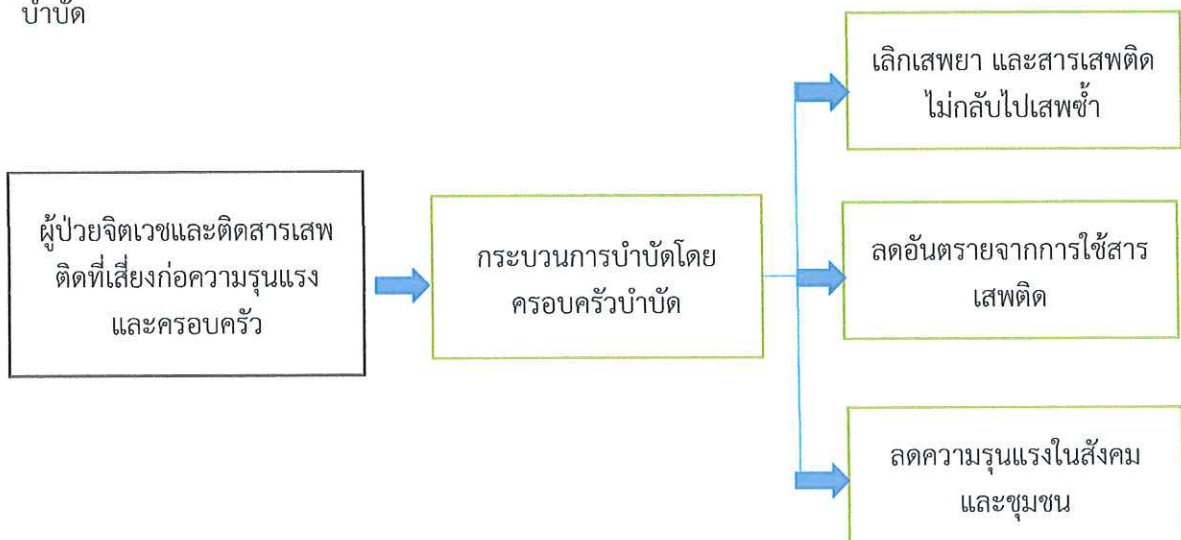 บำบัด
ผู้ป่วยจิตเวชและติดสารเสพ
ติดที่เสี่ยงก่อความรุนแรง
และครอบครัว
กระบวนการบำบัดโดย
ครอบครัวบำบัด
เลิกเสพยา และสารเสพติด
ไม่กลับไปเสพซ้ำ
ลดอันตรายจากการใช้สาร
เสพติด
ลดความรุนแรงในสังคม
และชุมชน